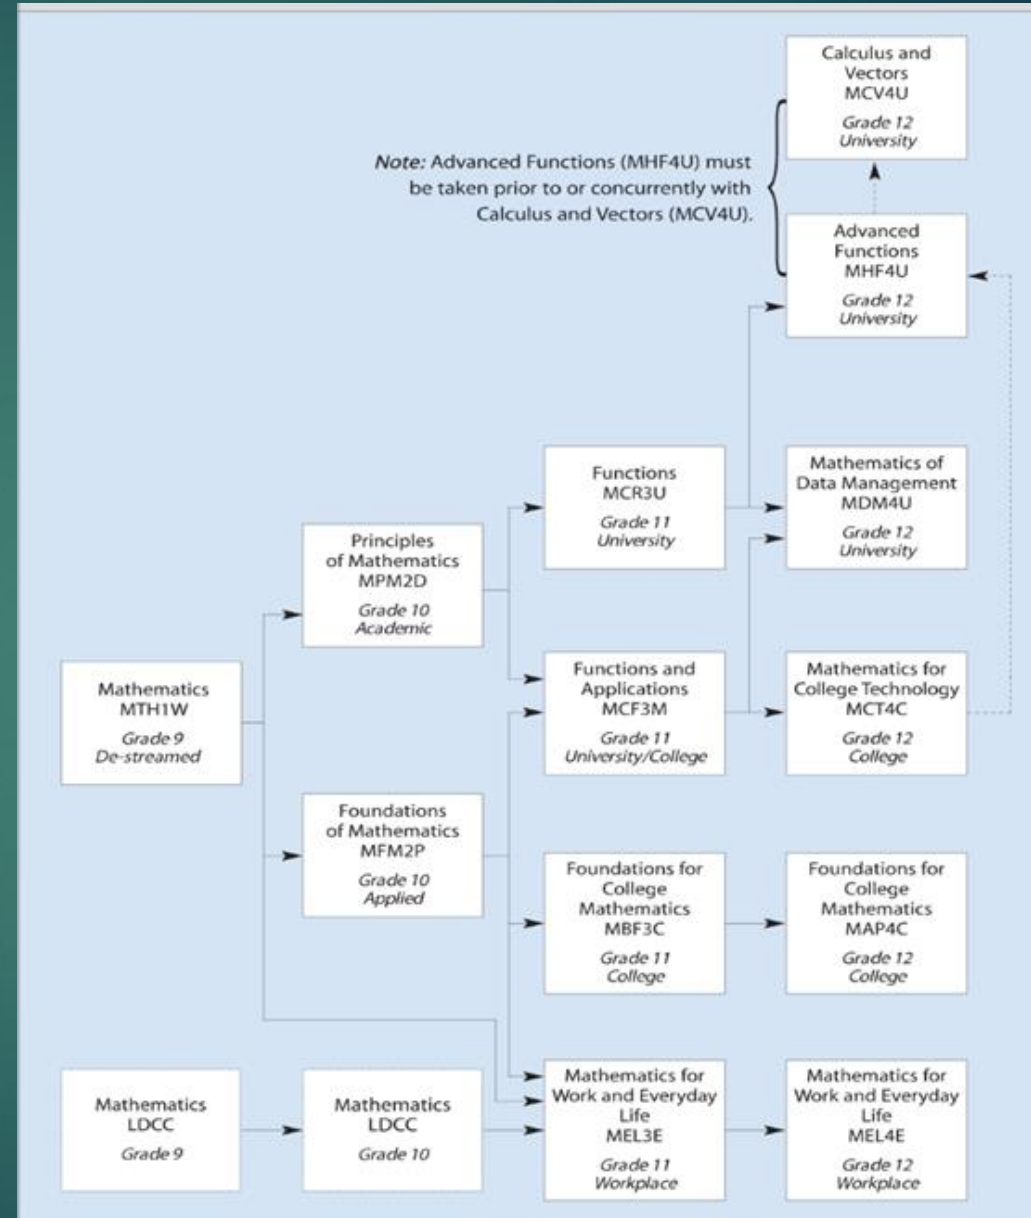 Calculus and
Vectors
MCV4U
Grade 12
University
Note: Advanced Functions (MHF4U) must
be taken prior to or concurrently with
Calculus and Vectors (MCV4U).
Advanced
Functions
MHF4U
Grade 12
University
Functions
MCR3U
Grade 11
University
Mathematics of
Data Management
MDM4U
Grade 12
University
Principles
of Mathematics
MPM2D
Grade 10
Academic
Mathematics
MTH1W
Grade 9
De-streamed
Functions and
Applications
MCF3M
Grade 11
University/College
Mathematics for
College Technology
MCT4C
Grade 12
College
Foundations
of Mathematics
MFM2P
Grade 10
Applied
Foundations for
College
Mathematics
MBF3C
Grade 11
College
Foundations for
College
Mathematics
MAP4C
Grade 12
College
Mathematics
LDCC
Grade 9
Mathematics
LDCC
Grade 10
Mathematics for
Work and Everyday
Life
MEL3E
Grade 11
Workplace
Mathematics for
Work and Everyday
Life
MEL4E
Grade 12
Workplace